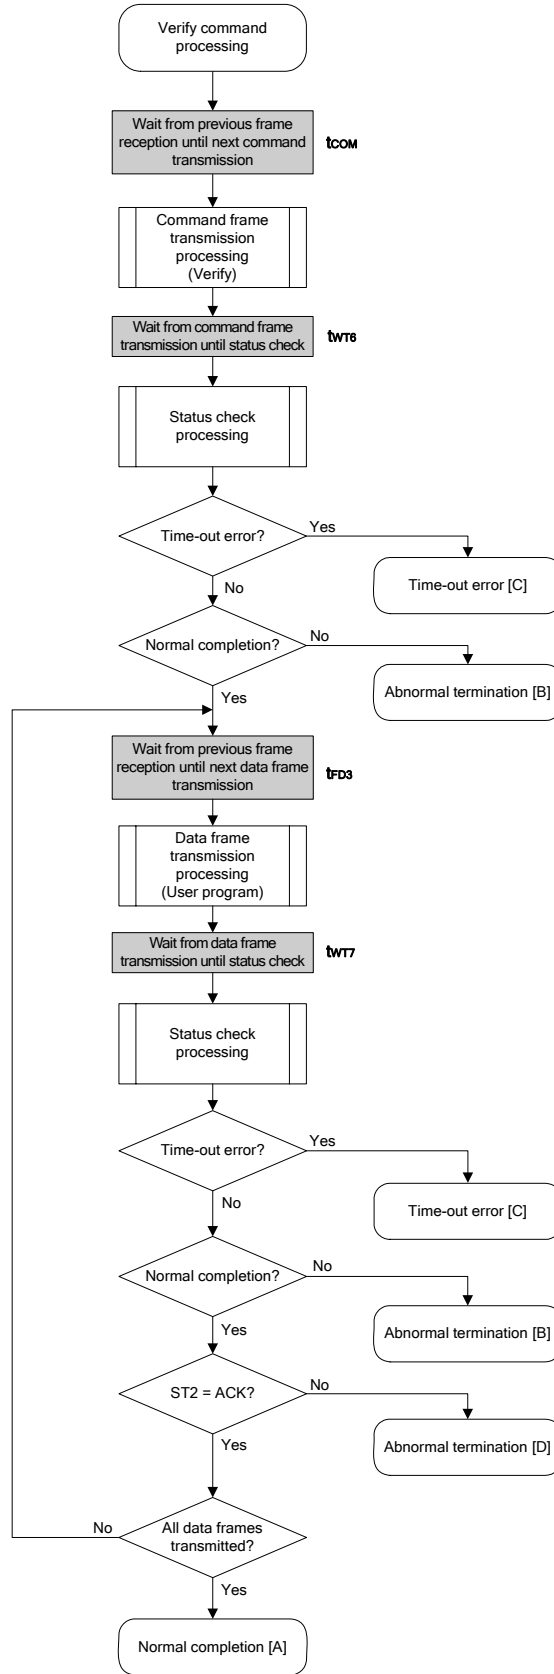 Verify command
processing
Wait from previous frame
reception until next command
transmission
tCOM
Command frame
transmission
processing
(Verify)
Wait from command frame
transmission until status check
tWT6
Status check
processing
Time-out error?
Yes
Time-out error [C]
No
Normal completion?
No
Abnormal termination [B]
Yes
Wait from previous frame
reception until next data frame
transmission
tFD3
Data frame
transmission
processing
(User program)
Wait from data frame
transmission until status check
tWT7
Status check
processing
Time-out error?
Yes
Time-out error [C]
No
Normal completion?
No
Abnormal termination [B]
Yes
ST2 = ACK?
No
Abnormal termination [D]
Yes
No
All data frames
transmitted?
Yes
Normal completion [A]